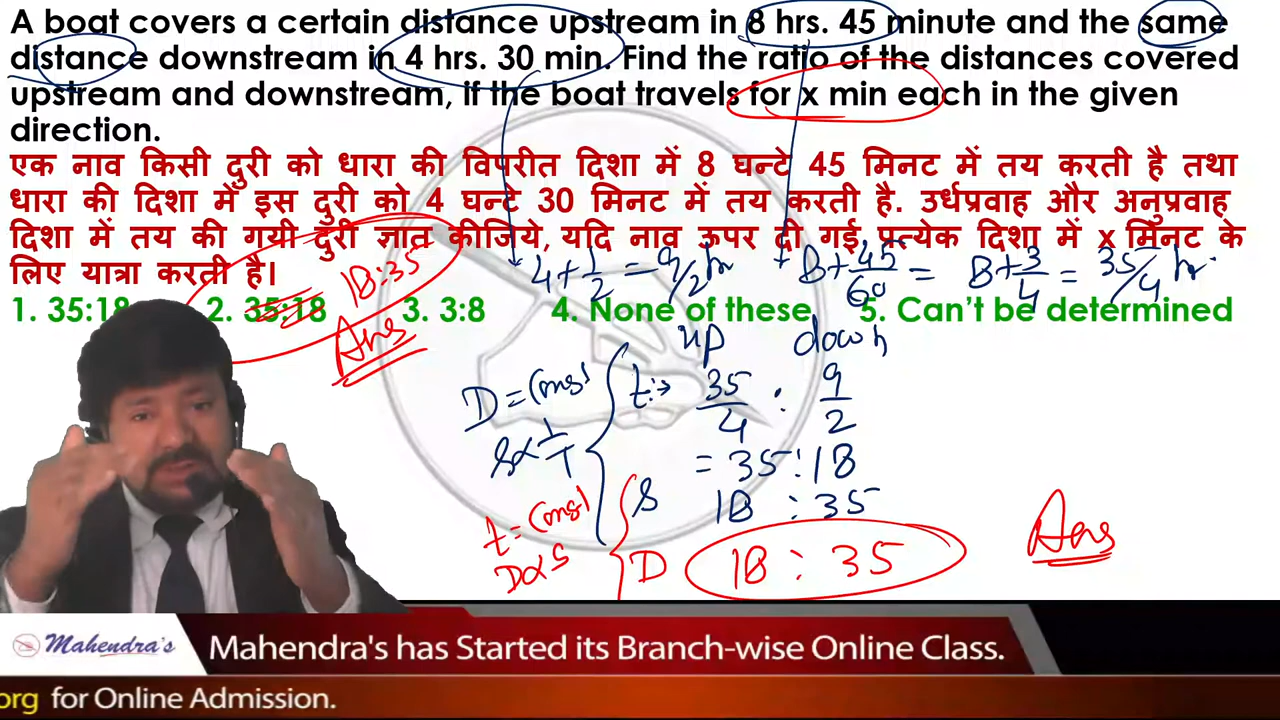 A boat covers a certain distance upstream in 8 hrs. 45 minute and the same
distance downstream in 4 hrs. 30 min. Find the ratio of the distances covered
upstream and downstream, if the boat travels for x min each in the given
direction.
एक नाव किसी दुरी को धारा की विपरीत दिशा में 8 घन्टे 45 मिनट में तय करती है तथा
धारा की दिशा में इस दुरी को 4 घन्टे 30 मिनट में तय करती है. उर्धप्रवाह और अनुप्रवाह
दिशा में तय की गयी दुरी ज्ञात कीजिये, यदि नाव ऊपर दी गई प्रत्येक दिशा में x मिनट के
लिए यात्रा करती है।
18:35
4+1/2 = 9/2 hr
8+45/60 = 8+3/4 = 35/4 hr.
1. 35:18 2. 35:18 3. 3:8 4. None of these 5. Can't be determined
Ans
up down
D = Const
t:→ 35/4 : 9/2
S∝1/T
= 35:18
S 18 : 35
t = Const
D∝S
D 18 : 35
Ans
Mahendra's
Mahendra's has Started its Branch-wise Online Class.
org for Online Admission.